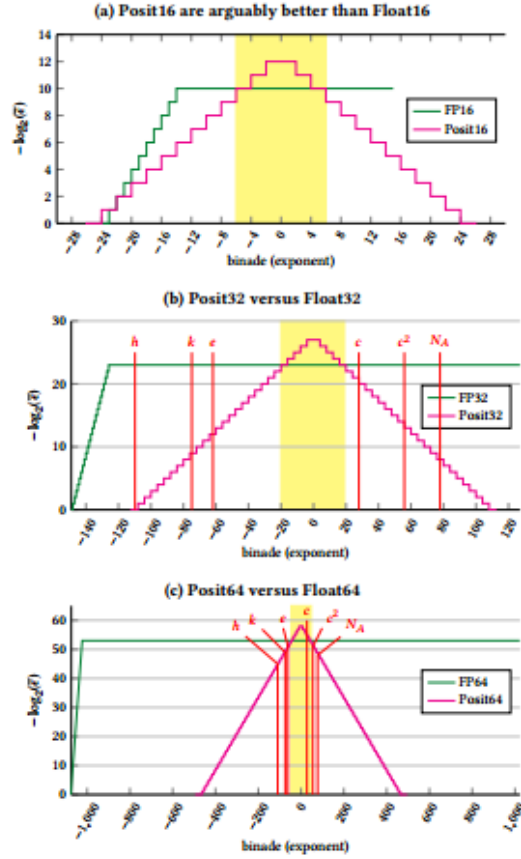 (a) Posit16 are arguably better than Float16
14
12
10
8
6
4
2
0
− log₂(r̃)
FP16
Posit16
−28 −24 −20 −16 −12 −8 −4 0 4 8 12 16 20 24 28
binade (exponent)
(b) Posit32 versus Float32
30
20
10
0
− log₂(r̃)
h k e c c² N_A
FP32
Posit32
−140 −120 −100 −80 −60 −40 −20 0 20 40 60 80 100 120
binade (exponent)
(c) Posit64 versus Float64
60
50
40
30
20
10
0
− log₂(r̃)
h k e c c² N_A
FP64
Posit64
−1,000 −800 −600 −400 −200 0 200 400 600 800 1,000
binade (exponent)